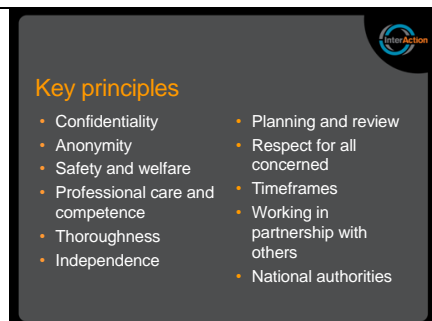 InterAction
Key principles
• Confidentiality
• Anonymity
• Safety and welfare
• Professional care and
competence
• Thoroughness
• Independence
• Planning and review
• Respect for all
concerned
• Timeframes
• Working in
partnership with
others
• National authorities